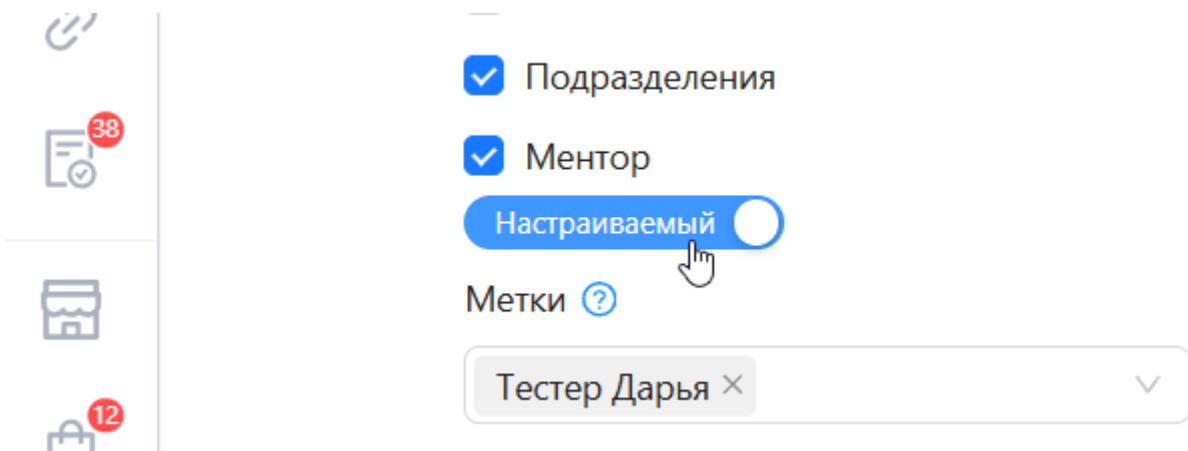 Подразделения
38
Ментор
Настраиваемый
Метки ?
Тестер Дарья ×
12